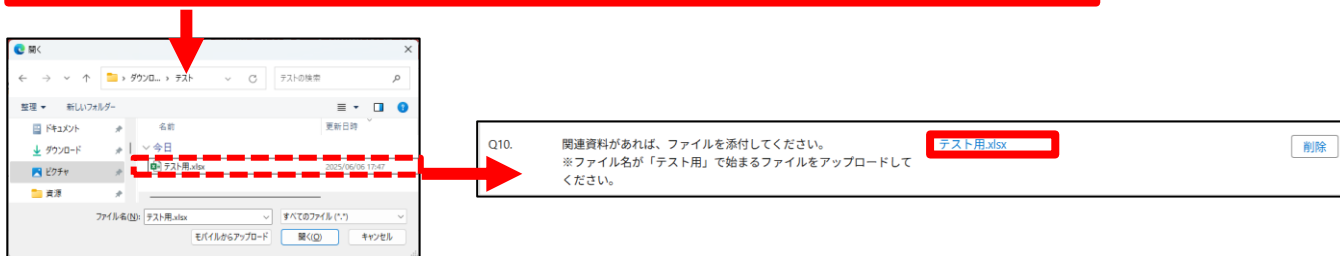 開く
ダウンロ... › テスト
テストの検索
整理 新しいフォルダー
名前 更新日時
ドキュメント
ダウンロード
今日
テスト用.xlsx 2025/06/06 17:47
ピクチャ
資源
ファイル名(N): テスト用.xlsx すべてのファイル (*.*)
モバイルからアップロード 開く(O) キャンセル
Q10. 関連資料があれば、ファイルを添付してください。 テスト用.xlsx 削除
※ファイル名が「テスト用」で始まるファイルをアップロードして
ください。